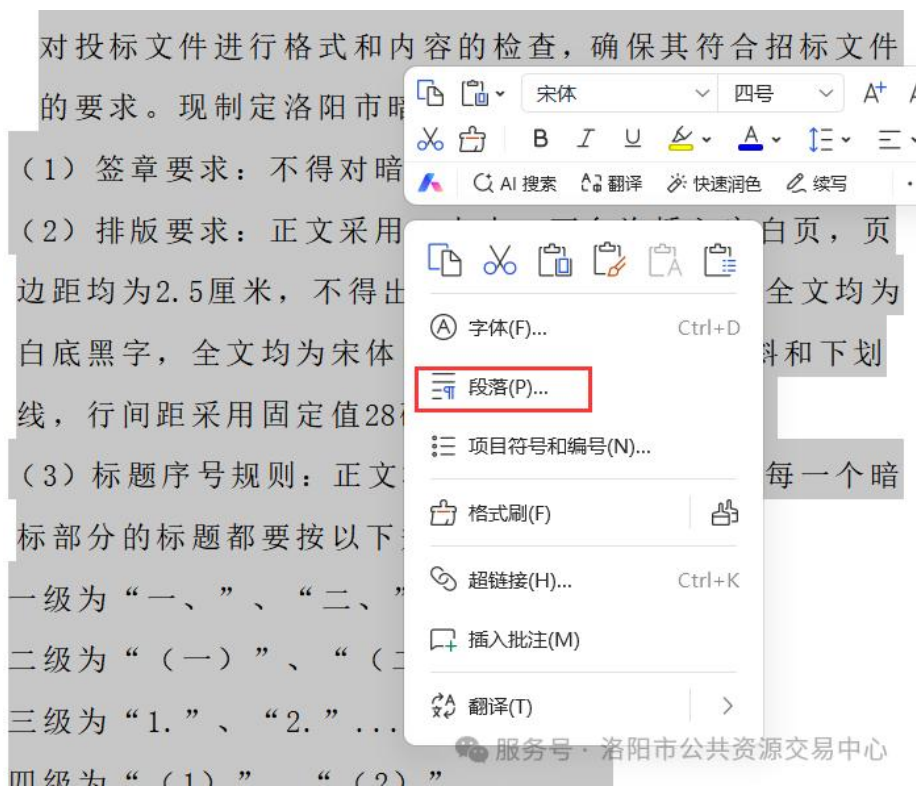 对投标文件进行格式和内容的检查，确保其符合招标文件
的要求。现制定洛阳市暗
宋体 四号 A+
B I U A
AI 搜索 翻译 快速润色 续写
（1）签章要求：不得对暗
（2）排版要求：正文采用 白页，页
边距均为2.5厘米，不得出 全文均为
字体(F)... Ctrl+D
白底黑字，全文均为宋体 和下划
段落(P)...
线，行间距采用固定值28
项目符号和编号(N)...
（3）标题序号规则：正文 每一个暗
格式刷(F)
标部分的标题都要按以下
超链接(H)... Ctrl+K
一级为“一、”、“二、”
插入批注(M)
二级为“（一）”、“（
翻译(T)
三级为“1.”、“2.”...
服务号 · 洛阳市公共资源交易中心
四级为“（1）”、“（2）”